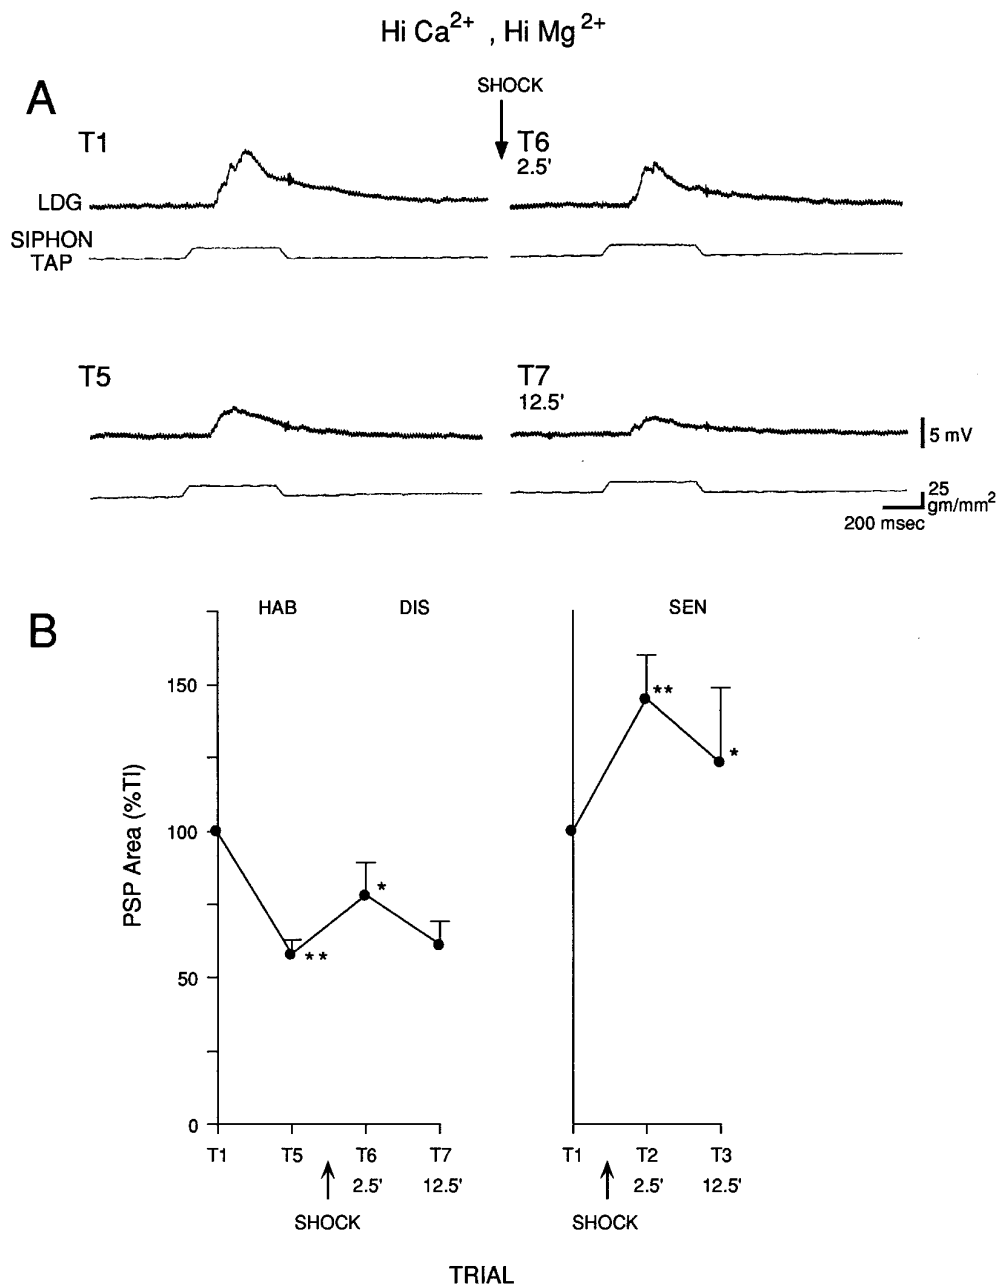 Hi Ca2+ , Hi Mg2+
A
SHOCK
T1
T6
2.5'
LDG
SIPHON
TAP
T5
T7
12.5'
5 mV
25
gm/mm2
200 msec
B
HAB
DIS
SEN
150
100
50
0
PSP Area (%TI)
**
*
**
*
T1 T5 T6 T7
2.5' 12.5'
SHOCK
T1 T2 T3
2.5' 12.5'
SHOCK
TRIAL